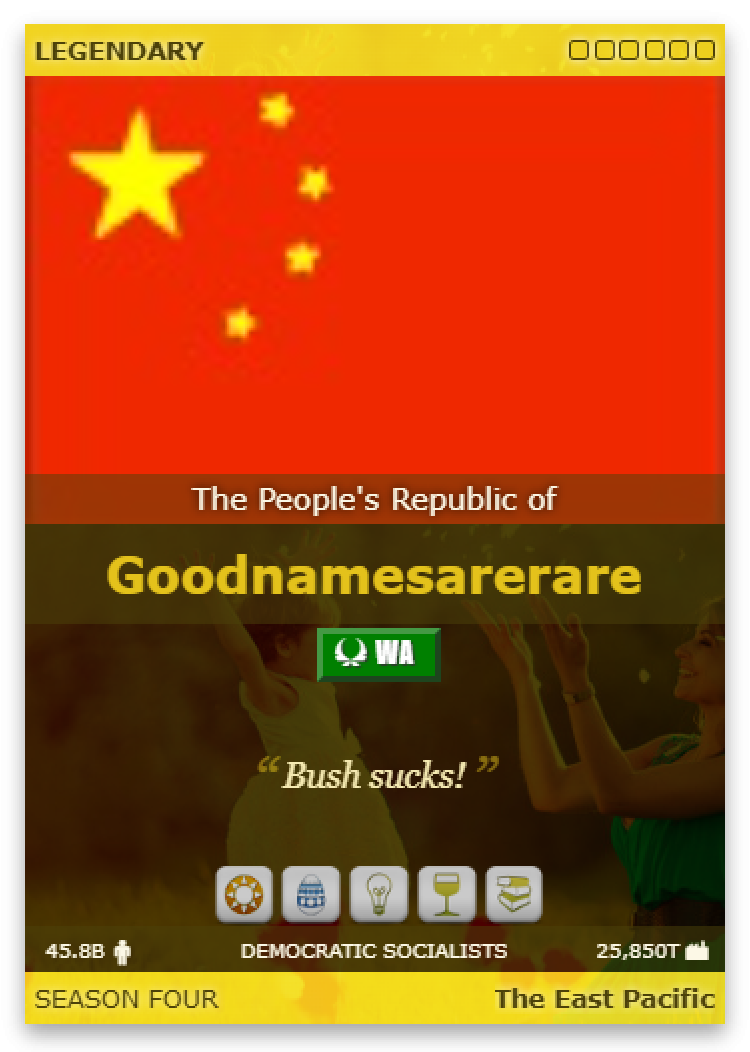 LEGENDARY
The People's Republic of
Goodnamesarerare
WA
“Bush sucks!”
45.8B DEMOCRATIC SOCIALISTS 25,850T
SEASON FOUR The East Pacific